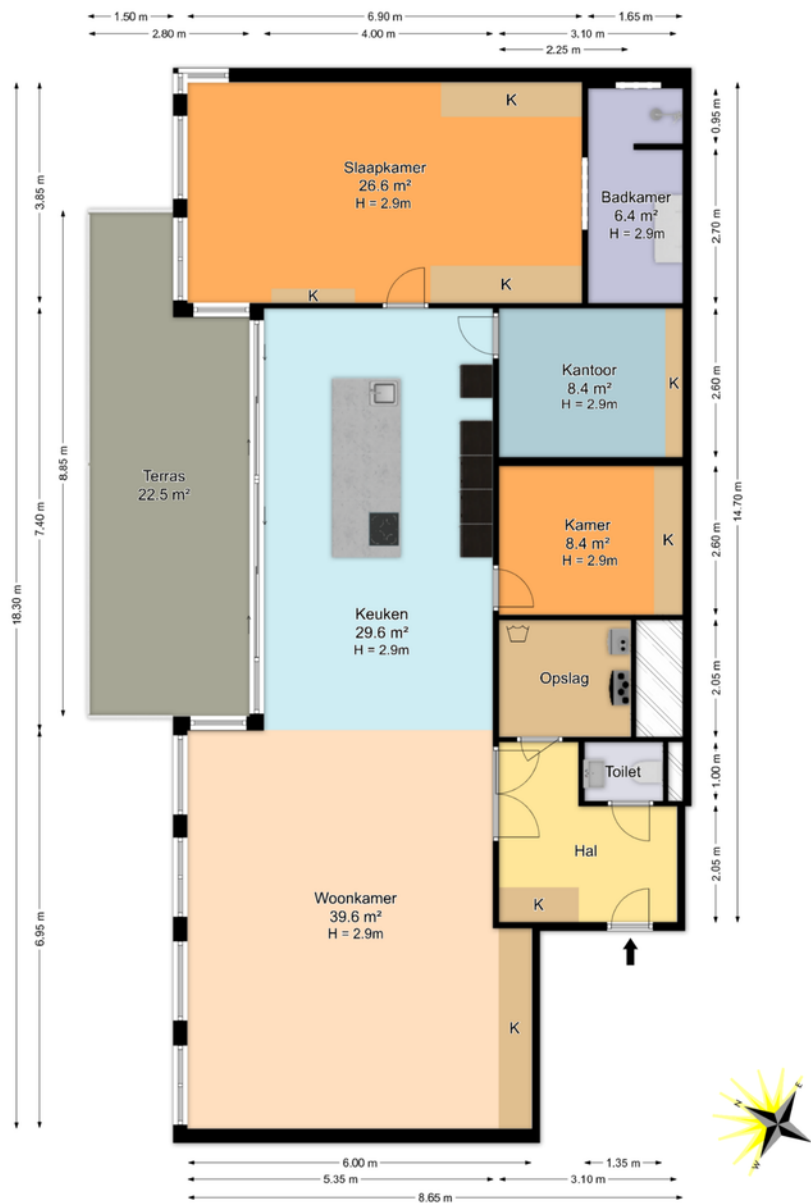 1.50 m
6.90 m
1.65 m
2.80 m
4.00 m
3.10 m
2.25 m
K
Slaapkamer
26.6 m²
H = 2.9m
Badkamer
6.4 m²
H = 2.9m
K
K
0.95 m
2.70 m
3.85 m
Kantoor
8.4 m²
H = 2.9m
K
2.60 m
Terras
22.5 m²
8.85 m
7.40 m
18.30 m
14.70 m
Kamer
8.4 m²
H = 2.9m
K
2.60 m
Keuken
29.6 m²
H = 2.9m
Opslag
2.05 m
Toilet
1.00 m
Hal
K
2.05 m
Woonkamer
39.6 m²
H = 2.9m
6.95 m
K
N
E
W
6.00 m
1.35 m
5.35 m
3.10 m
8.65 m